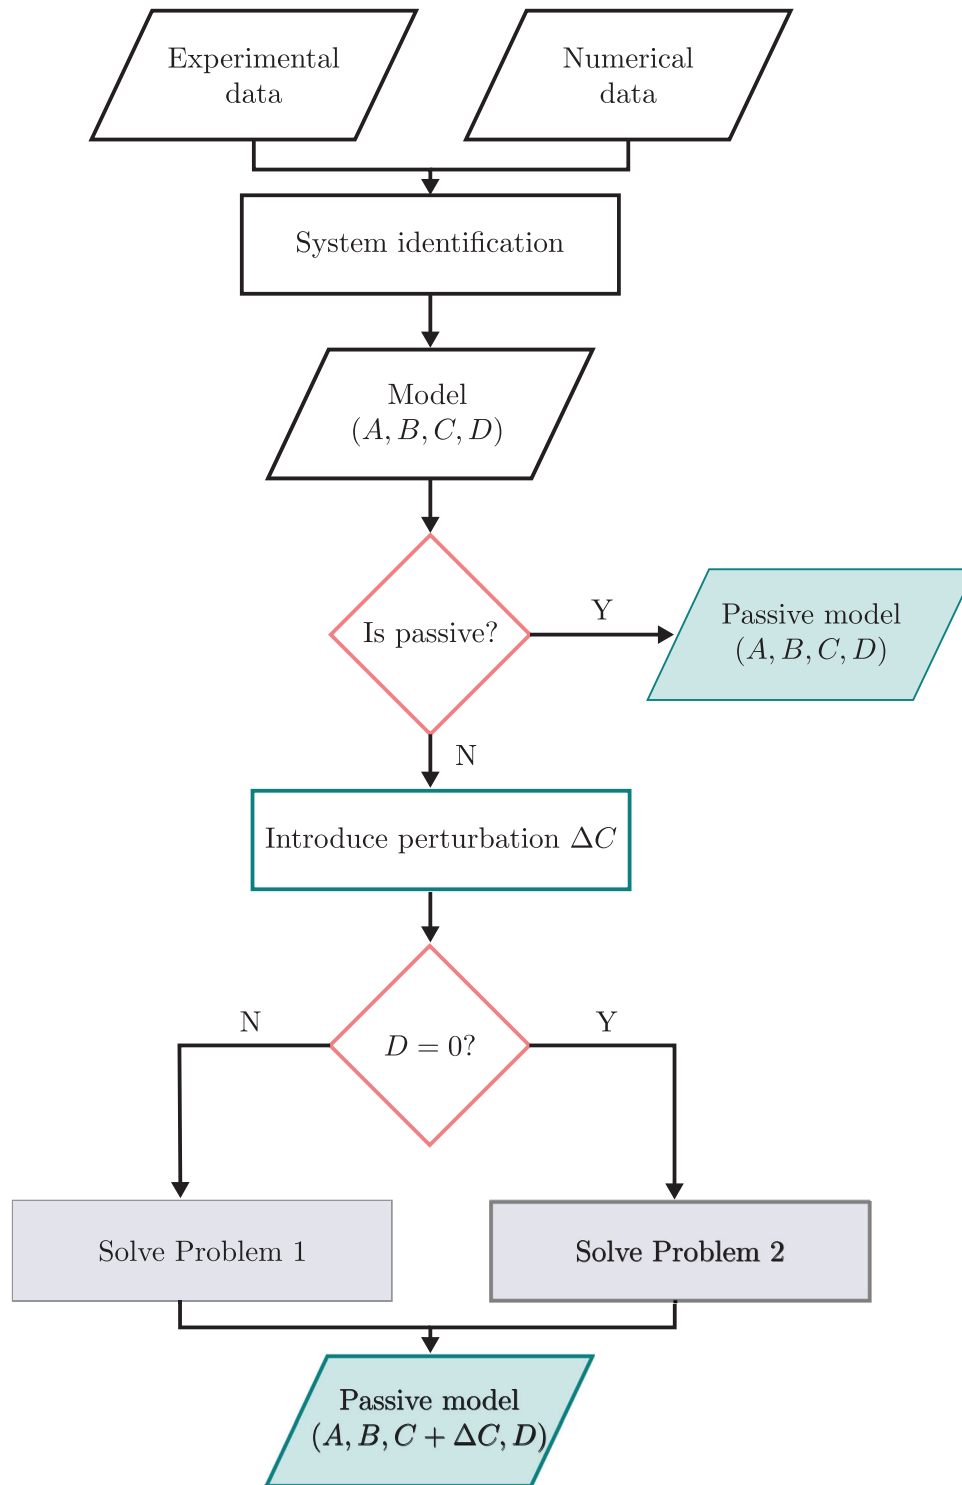 Experimental
data
Numerical
data
System identification
Model
(A, B, C, D)
Is passive?
Y
Passive model
(A, B, C, D)
N
Introduce perturbation ΔC
N
D = 0?
Y
Solve Problem 1
Solve Problem 2
Passive model
(A, B, C + ΔC, D)